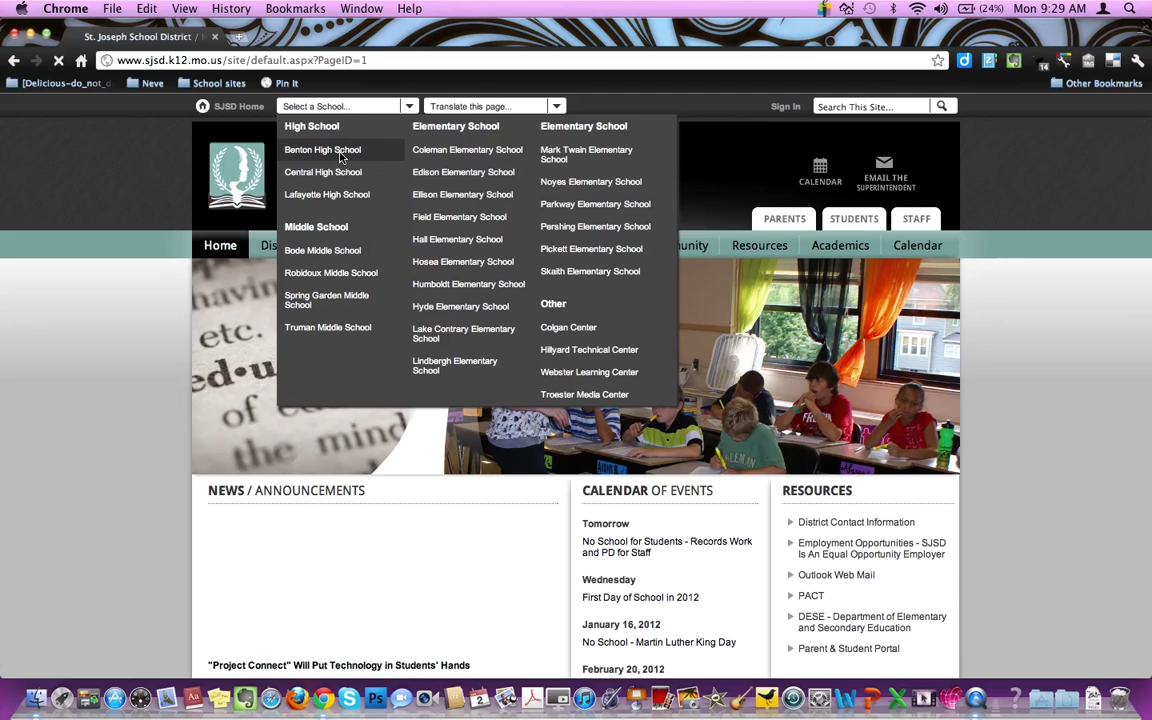 Chrome File Edit View History Bookmarks Window Help (24%) Mon 9:29 AM
St. Joseph School District /
www.sjsd.k12.mo.us/site/default.aspx?PageID=1
[Delicious-do_not_d Neve School sites Pin It Other Bookmarks
SJSD Home Select a School... Translate this page... Sign In Search This Site...
High School
Benton High School
Central High School
Lafayette High School
Middle School
Bode Middle School
Robidoux Middle School
Spring Garden Middle
School
Truman Middle School
Elementary School
Coleman Elementary School
Edison Elementary School
Ellison Elementary School
Field Elementary School
Hall Elementary School
Hosea Elementary School
Humboldt Elementary School
Hyde Elementary School
Lake Contrary Elementary
School
Lindbergh Elementary
School
Elementary School
Mark Twain Elementary
School
Noyes Elementary School
Parkway Elementary School
Pershing Elementary School
Pickett Elementary School
Skaith Elementary School
Other
Colgan Center
Hillyard Technical Center
Webster Learning Center
Troester Media Center
CALENDAR
EMAIL THE
SUPERINTENDENT
PARENTS STUDENTS STAFF
Home Dis unity Resources Academics Calendar
having
etc.
ed•u
of c
the mind
NEWS / ANNOUNCEMENTS
"Project Connect" Will Put Technology in Students' Hands
CALENDAR OF EVENTS
Tomorrow
No School for Students - Records Work
and PD for Staff
Wednesday
First Day of School in 2012
January 16, 2012
No School - Martin Luther King Day
February 20, 2012
RESOURCES
District Contact Information
Employment Opportunities - SJSD
Is An Equal Opportunity Employer
Outlook Web Mail
PACT
DESE - Department of Elementary
and Secondary Education
Parent & Student Portal